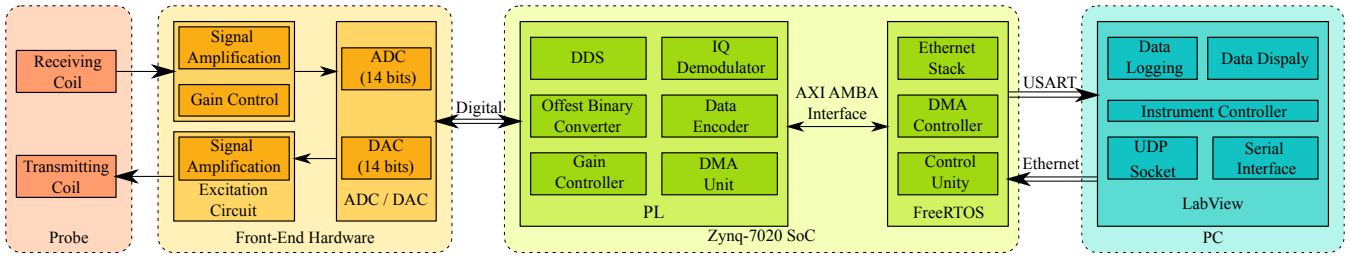 Receiving
Coil
Transmitting
Coil
Probe
Signal
Amplification
Gain Control
Signal
Amplification
Excitation
Circuit
ADC
(14 bits)
DAC
(14 bits)
ADC / DAC
Front-End Hardware
Digital
DDS
IQ
Demodulator
Offest Binary
Converter
Data
Encoder
Gain
Controller
DMA
Unit
PL
AXI AMBA
Interface
Ethernet
Stack
DMA
Controller
Control
Unity
FreeRTOS
Zynq-7020 SoC
USART
Ethernet
Data
Logging
Data Dispaly
Instrument Controller
UDP
Socket
Serial
Interface
LabView
PC